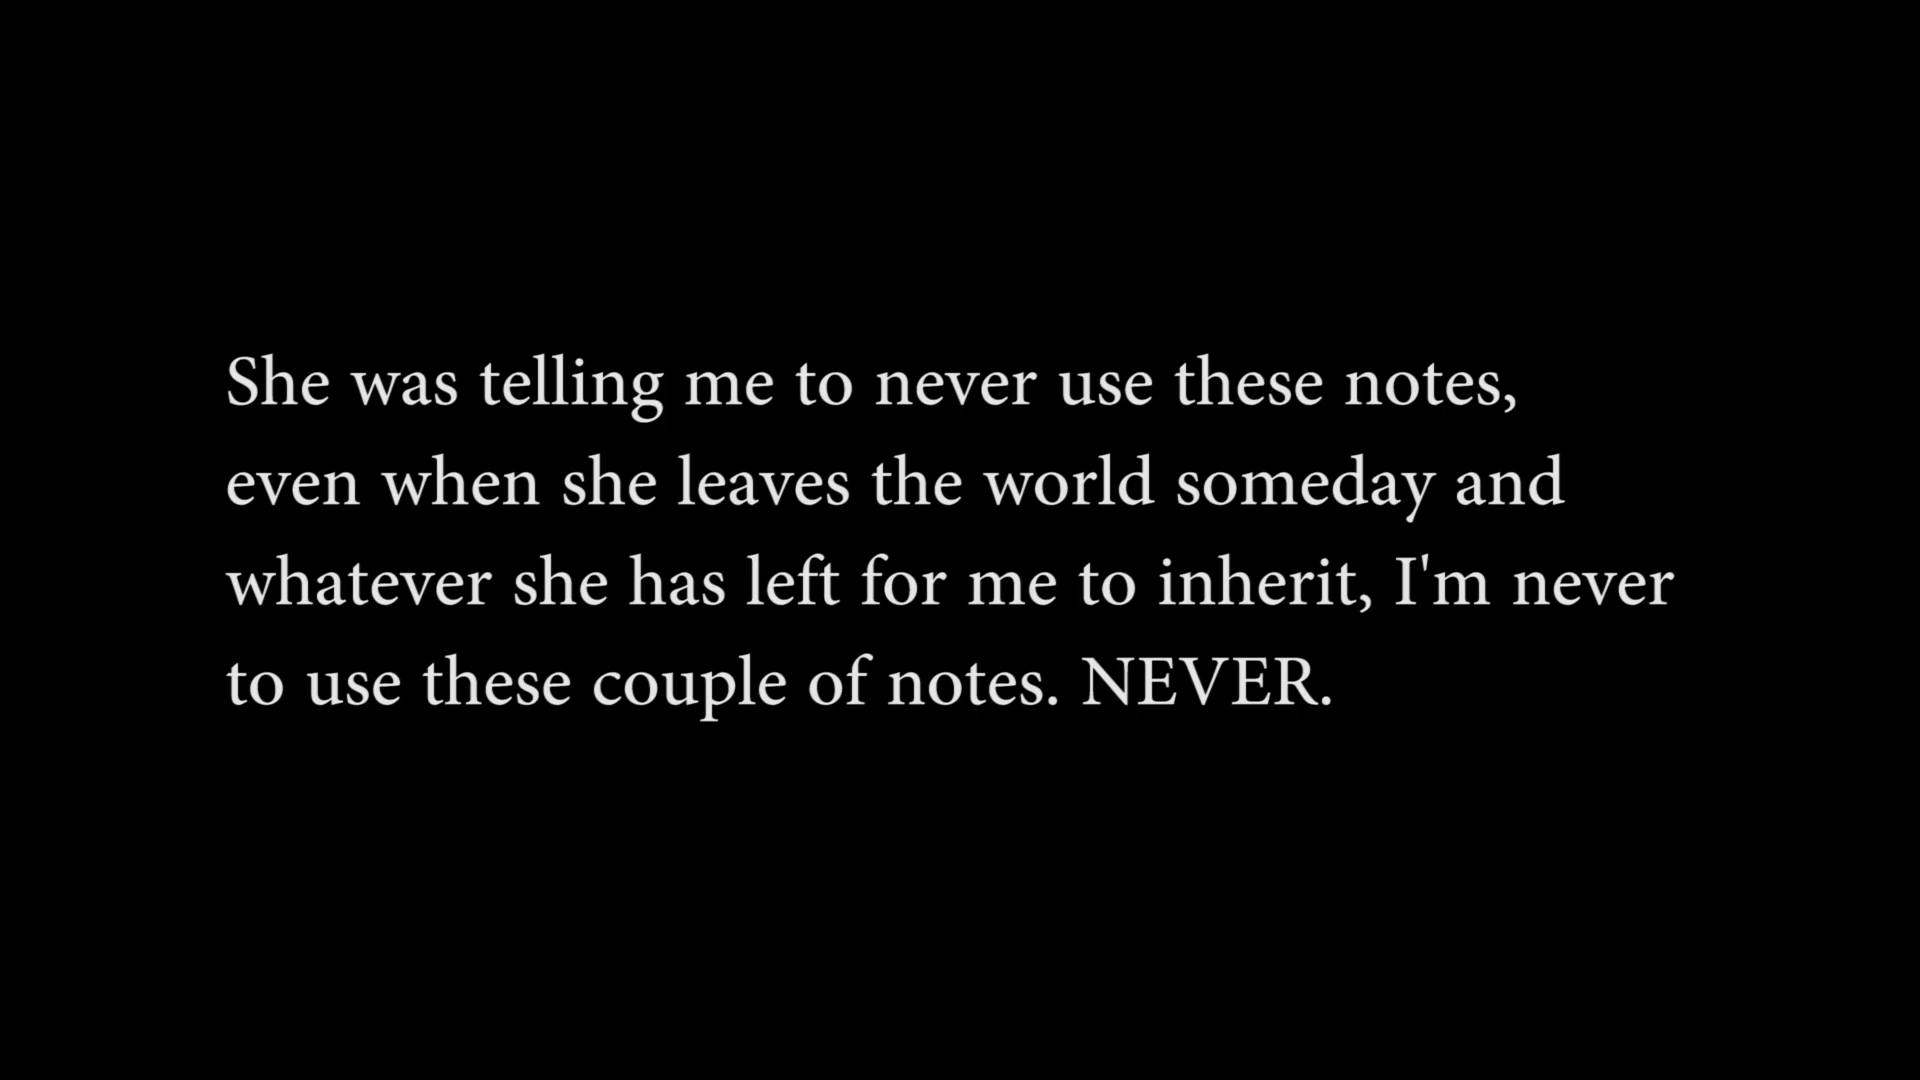 She was telling me to never use these notes,
even when she leaves the world someday and
whatever she has left for me to inherit, I'm never
to use these couple of notes. NEVER.